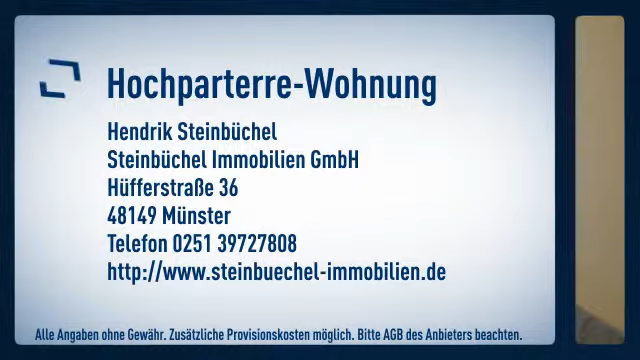 Hochparterre-Wohnung
Hendrik Steinbüchel
Steinbüchel Immobilien GmbH
Hüfferstraße 36
48149 Münster
Telefon 0251 39727808
http://www.steinbuechel-immobilien.de
Alle Angaben ohne Gewähr. Zusätzliche Provisionskosten möglich. Bitte AGB des Anbieters beachten.